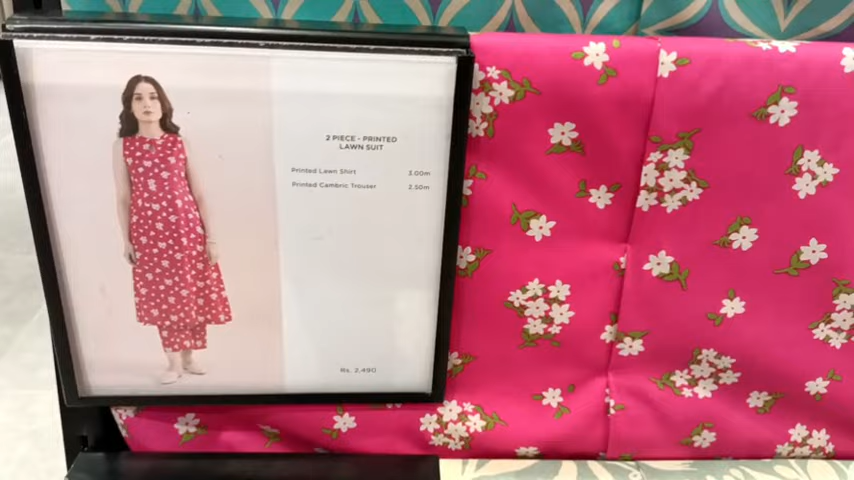 2 PIECE - PRINTED
LAWN SUIT
Printed Lawn Shirt 3.00m
Printed Cambric Trouser 2.50m
Rs. 2,490